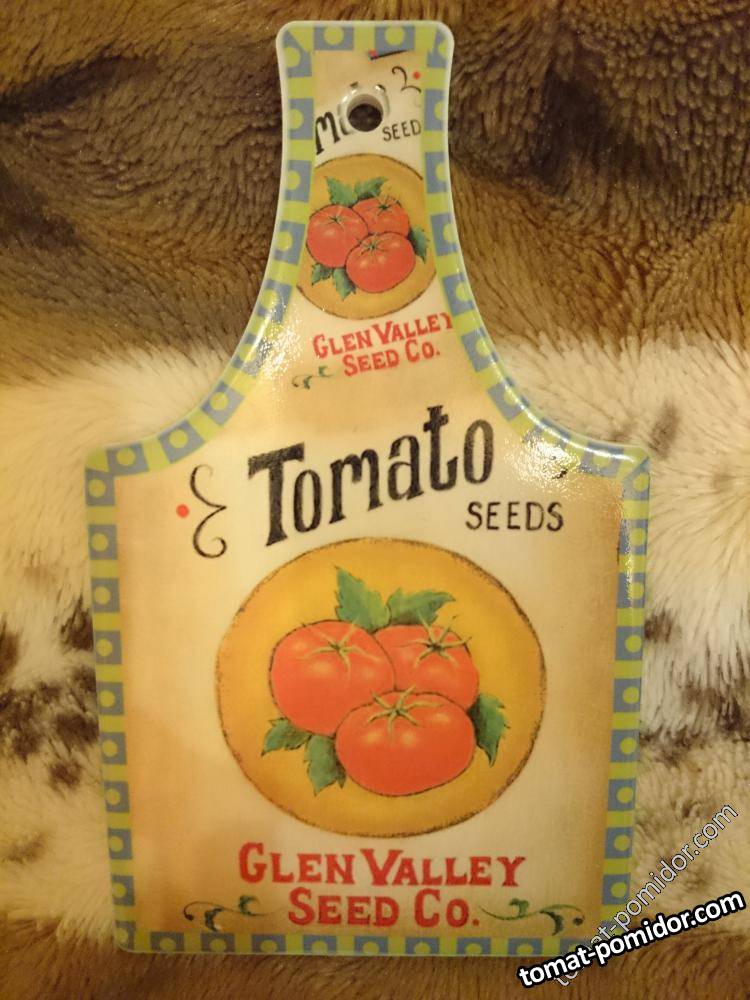 SEED
GLEN VALLEY
SEED CO.
Tomato
SEEDS
GLEN VALLEY
SEED CO.
tomat-pomidor.com
tomat-pomidor.com